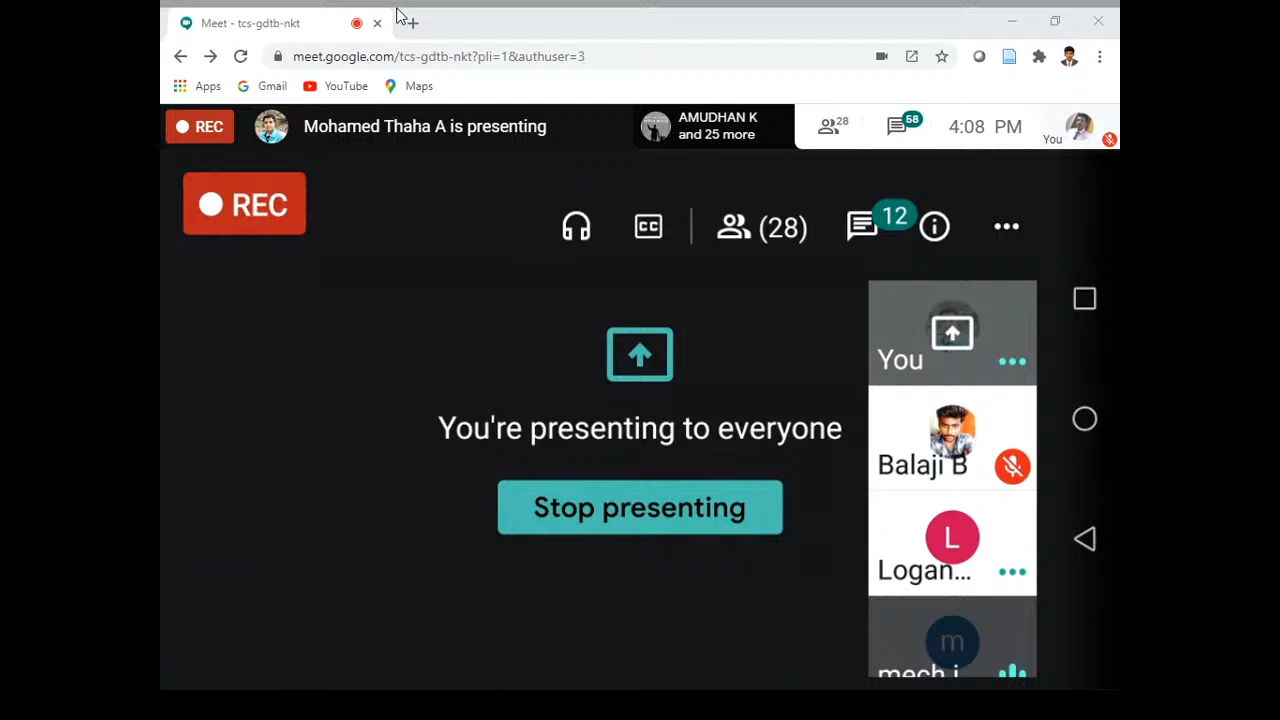 Meet - tcs-gdtb-nkt
meet.google.com/tcs-gdtb-nkt?pli=1&authuser=3
Apps
Gmail
YouTube
Maps
REC
Mohamed Thaha A is presenting
AMUDHAN K
and 25 more
28
58
4:08 PM
You
REC
CC
(28)
12
You're presenting to everyone
Stop presenting
You
Balaji B
L
Logan...
m
mech i